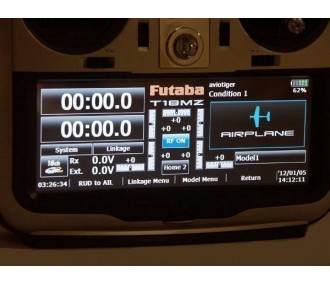 aviotiger
Futaba
Condition 1
62%
00:00.0
T18MZ
+0
00:00.0
+0 +0
AIRPLANE
System Linkage
RF ON
18ch
Rx 0.0V +0
+0 +0
Model1
Ext. 0.0V
Home 2
'12/01/05
03:26:34 RUD to AIL Linkage Menu Model Menu Return 14:12:11